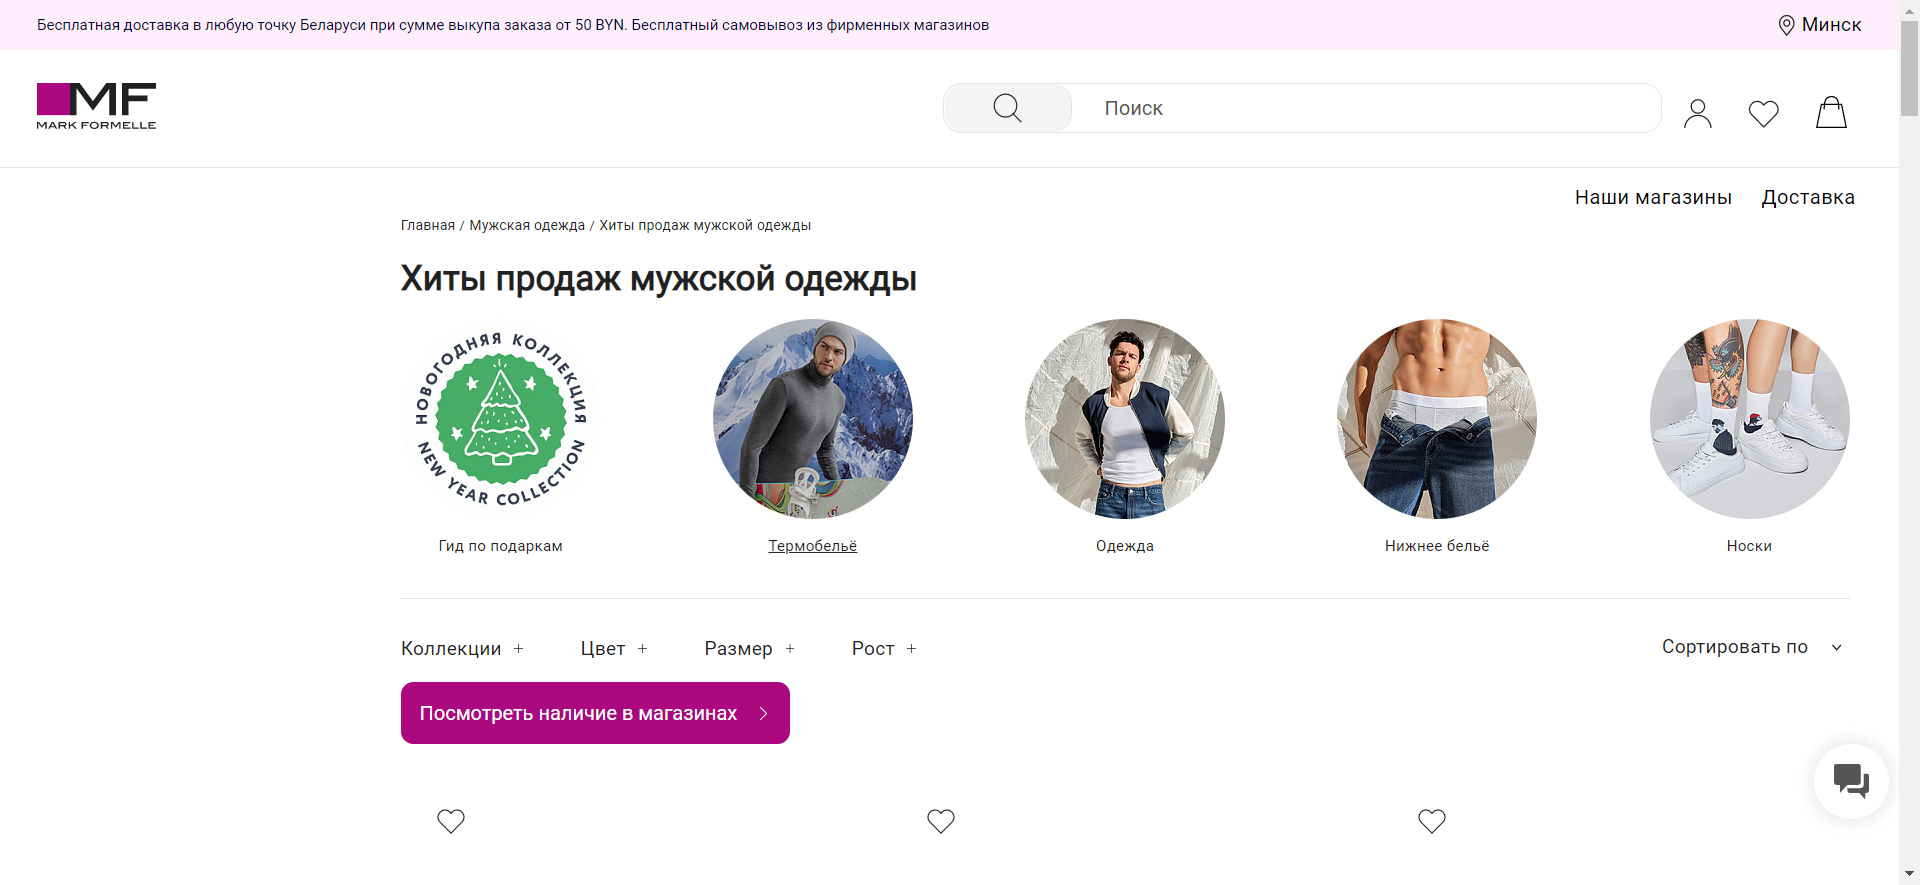 Бесплатная доставка в любую точку Беларуси при сумме выкупа заказа от 50 BYN. Бесплатный самовывоз из фирменных магазинов
Минск
MF
MARK FORMELLE
Поиск
Наши магазины
Доставка
Главная / Мужская одежда / Хиты продаж мужской одежды
Хиты продаж мужской одежды
НОВОГОДНЯЯ КОЛЛЕКЦИЯ
NEW YEAR COLLECTION
Гид по подаркам
Термобельё
Одежда
Нижнее бельё
Носки
Коллекции +
Цвет +
Размер +
Рост +
Сортировать по
Посмотреть наличие в магазинах